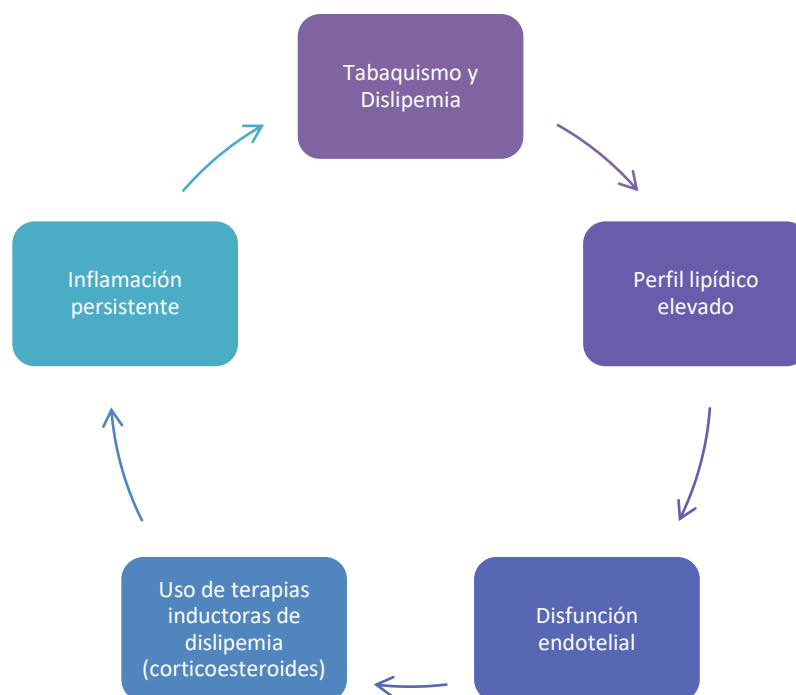 Tabaquismo y
Dislipemia
Perfil lipídico
elevado
Disfunción
endotelial
Uso de terapias
inductoras de
dislipemia
(corticoesteroides)
Inflamación
persistente